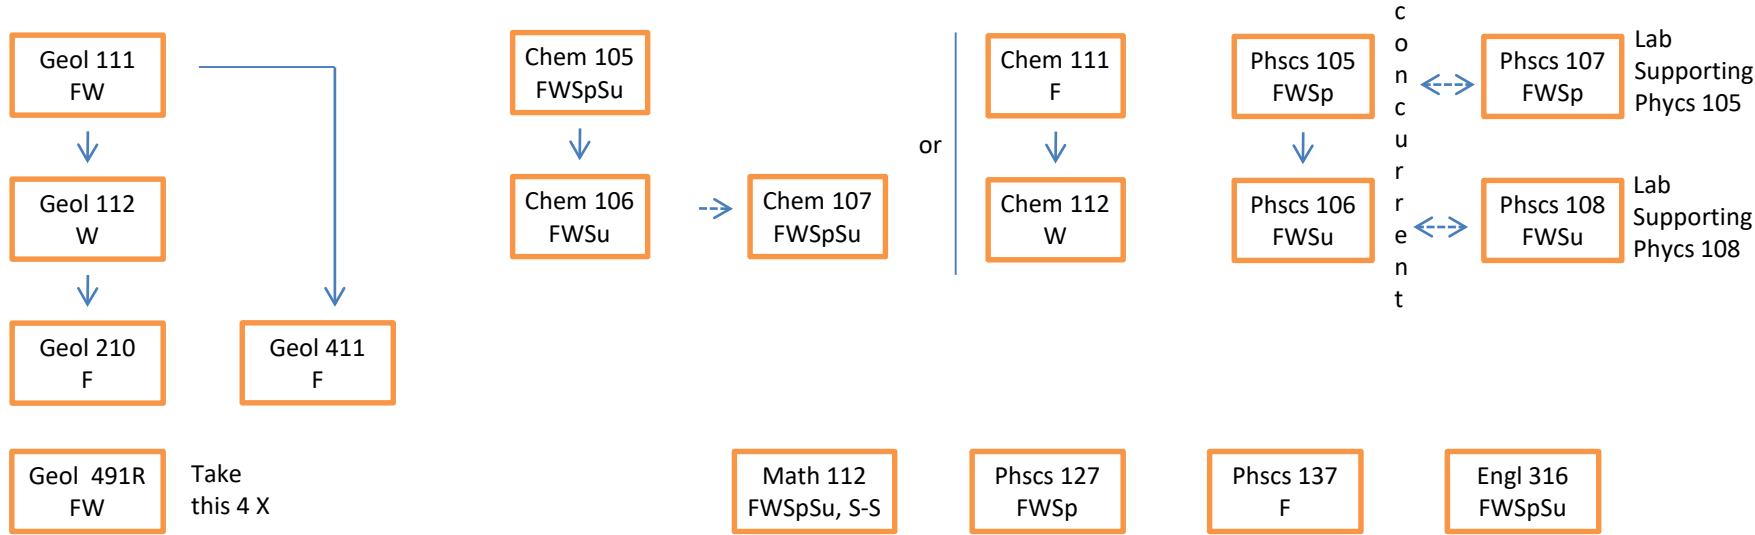 Geol 111
FW
Chem 105
FWSpSu
Chem 111
F
Phscs 105
FWSp
concurrent
Phscs 107
FWSp
Lab
Supporting
Phycs 105
or
Geol 112
W
Chem 106
FWSu
Chem 107
FWSpSu
Chem 112
W
Phscs 106
FWSu
Phscs 108
FWSu
Lab
Supporting
Phycs 108
Geol 210
F
Geol 411
F
Geol  491R
FW
Take
this 4 X
Math 112
FWSpSu, S-S
Phscs 127
FWSp
Phscs 137
F
Engl 316
FWSpSu